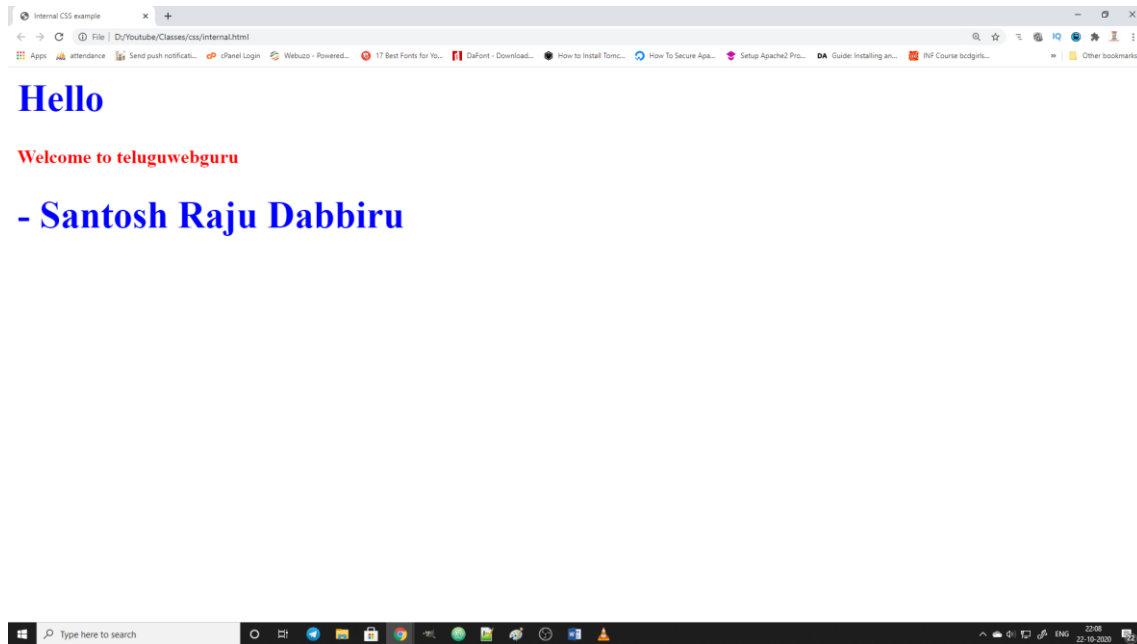 Internal CSS example
File | D:/Youtube/Classes/css/internal.html
Apps attendance Send push notificati... cPanel Login Webuzo - Powered... 17 Best Fonts for Yo... DaFont - Download... How to Install Tomc... How To Secure Apa... Setup Apache2 Pro... DA Guide: Installing an... INF Course bcdgirls... Other bookmarks
Hello
Welcome to teluguwebguru
- Santosh Raju Dabbiru
Type here to search
ENG
22:08
22-10-2020